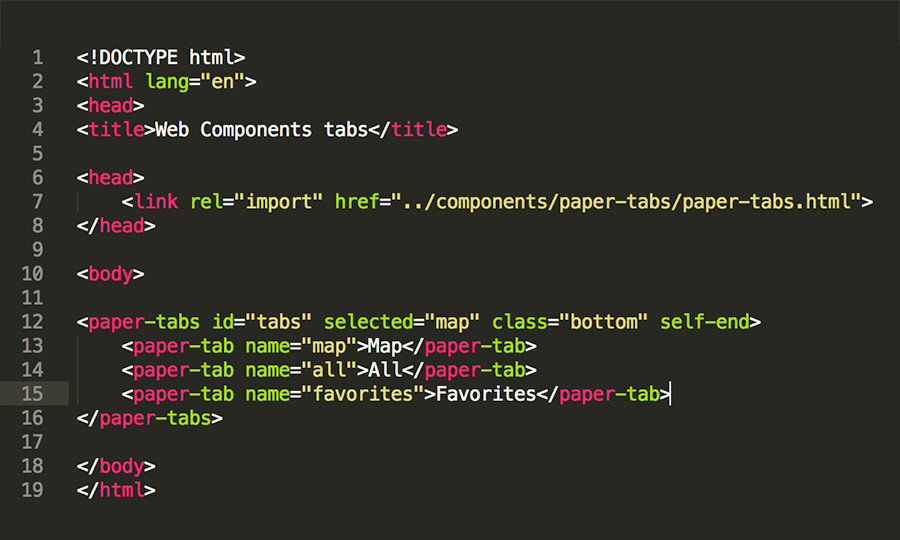 1 <!DOCTYPE html>
2 <html lang="en">
3 <head>
4 <title>Web Components tabs</title>
5
6 <head>
7     <link rel="import" href="../components/paper-tabs/paper-tabs.html">
8 </head>
9
10 <body>
11
12 <paper-tabs id="tabs" selected="map" class="bottom" self-end>
13     <paper-tab name="map">Map</paper-tab>
14     <paper-tab name="all">All</paper-tab>
15     <paper-tab name="favorites">Favorites</paper-tab>
16 </paper-tabs>
17
18 </body>
19 </html>